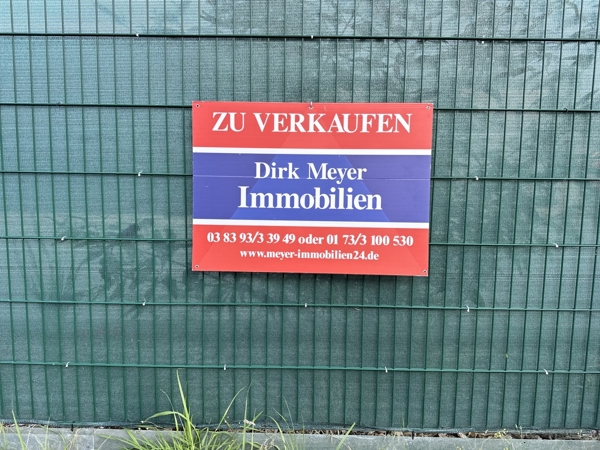 ZU VERKAUFEN
Dirk Meyer
Immobilien
03 83 93/3 39 49 oder 01 73/3 100 530
www.meyer-immobilien24.de